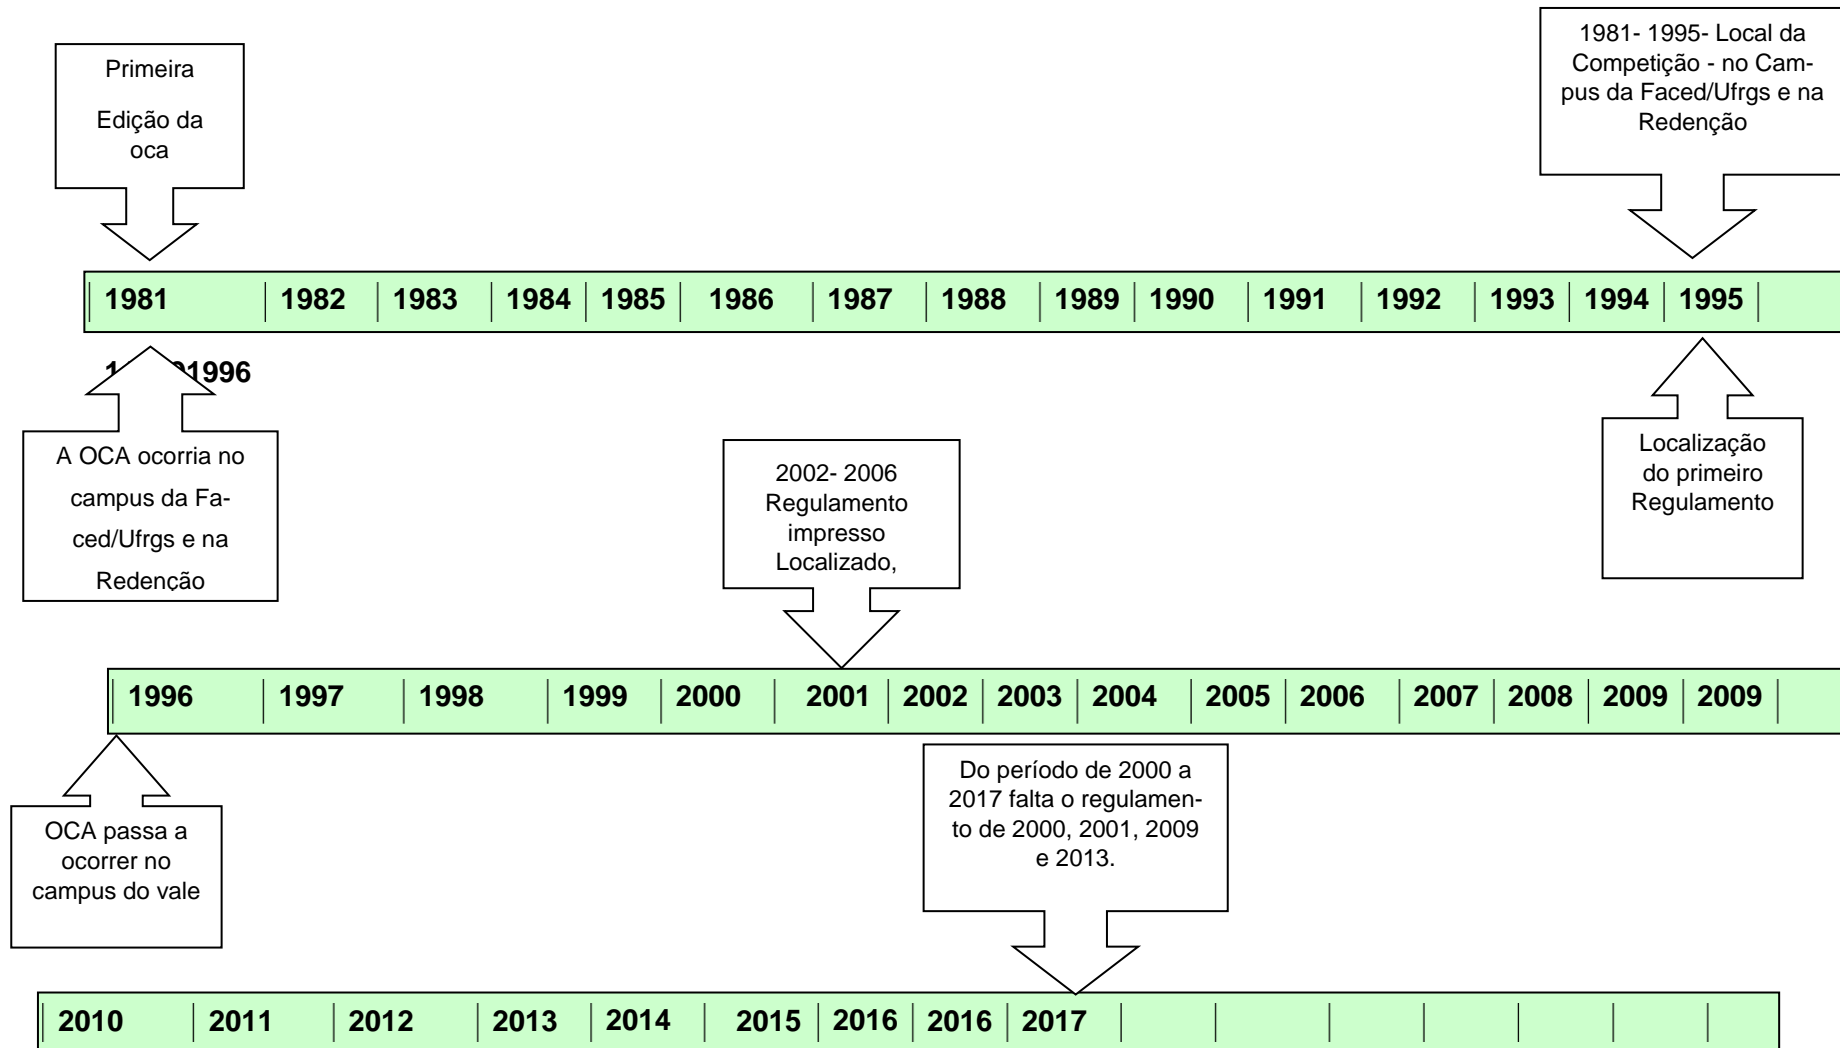 Primeira
Edição da
oca
1981- 1995- Local da
Competição - no Cam-
pus da Faced/Ufrgs e na
Redenção
1981 1982 1983 1984 1985 1986 1987 1988 1989 1990 1991 1992 1993 1994 1995
1996
A OCA ocorria no
campus da Fa-
ced/Ufrgs e na
Redenção
2002- 2006
Regulamento
impresso
Localizado,
Localização
do primeiro
Regulamento
1996 1997 1998 1999 2000 2001 2002 2003 2004 2005 2006 2007 2008 2009 2009
OCA passa a
ocorrer no
campus do vale
Do período de 2000 a
2017 falta o regulamen-
to de 2000, 2001, 2009
e 2013.
2010 2011 2012 2013 2014 2015 2016 2016 2017